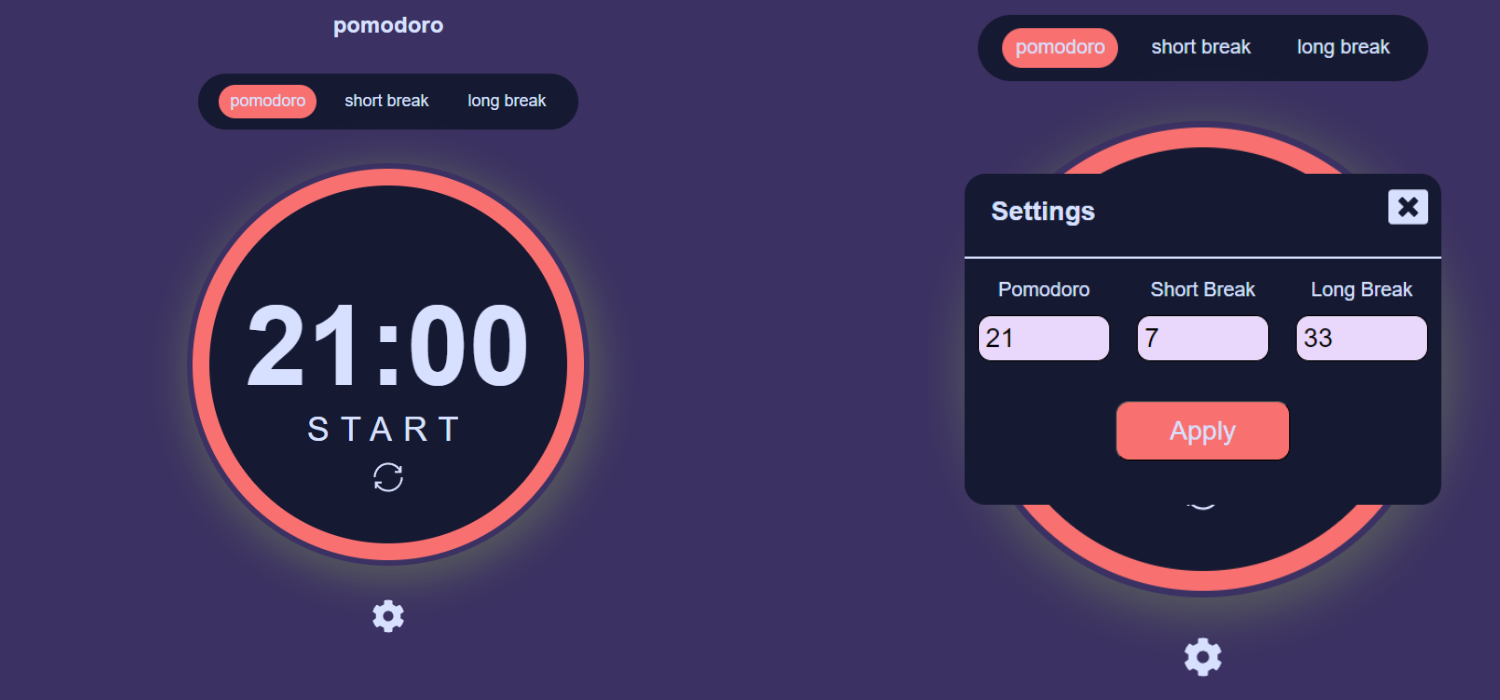 pomodoro
pomodoro short break long break
21:00
START
pomodoro short break long break
Settings
Pomodoro Short Break Long Break
21 7 33
Apply